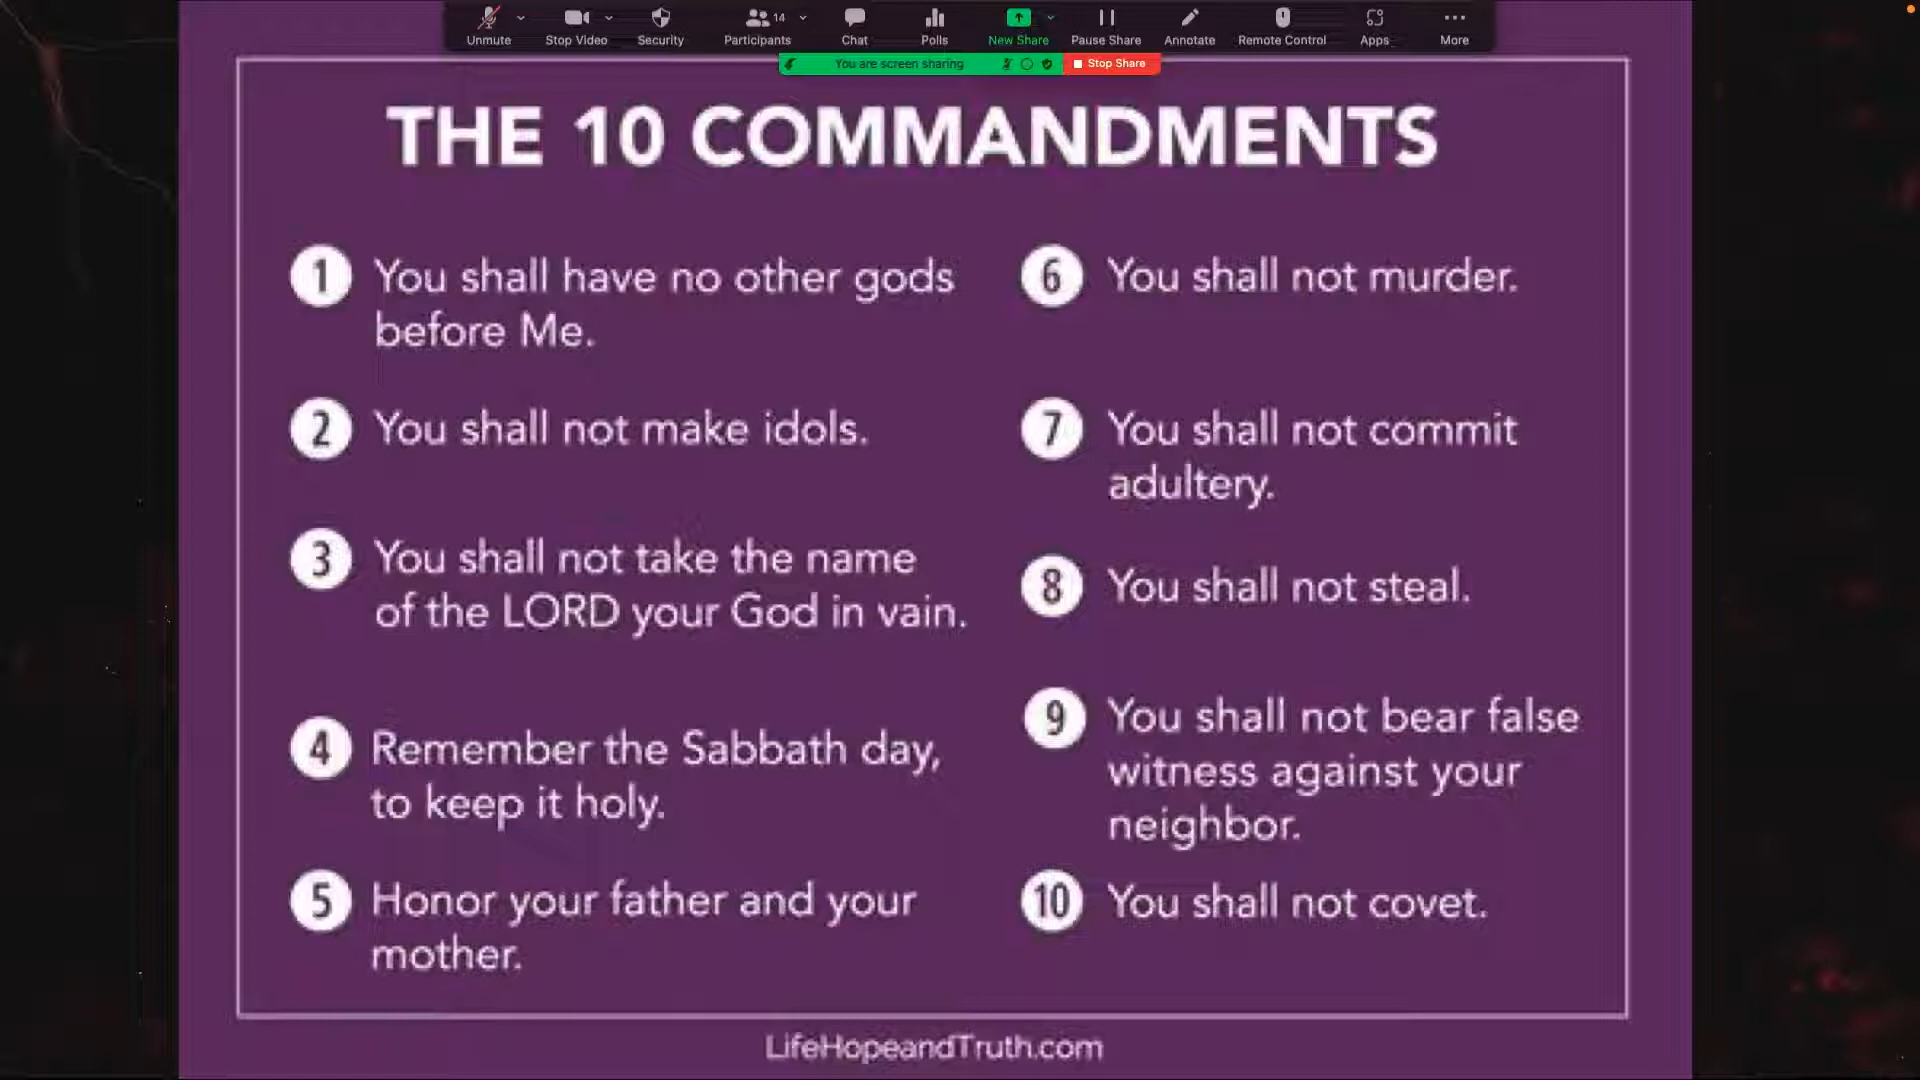 Unmute
Stop Video
Security
14
Participants
Chat
Polls
New Share
Pause Share
Annotate
Remote Control
Apps
More
You are screen sharing
Stop Share
THE 10 COMMANDMENTS
1 You shall have no other gods
before Me.
2 You shall not make idols.
3 You shall not take the name
of the LORD your God in vain.
4 Remember the Sabbath day,
to keep it holy.
5 Honor your father and your
mother.
6 You shall not murder.
7 You shall not commit
adultery.
8 You shall not steal.
9 You shall not bear false
witness against your
neighbor.
10 You shall not covet.
LifeHopeandTruth.com